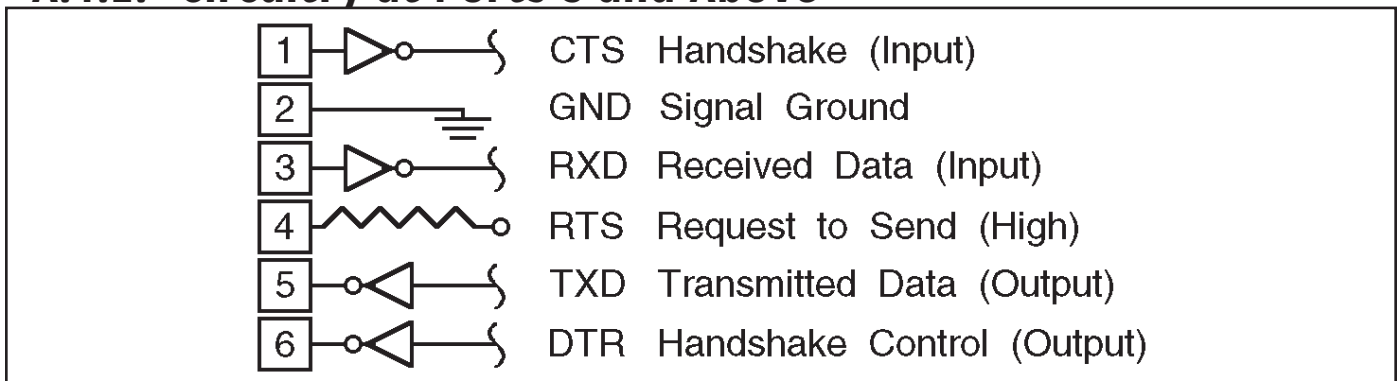 1 CTS Handshake (Input)
2 GND Signal Ground
3 RXD Received Data (Input)
4 RTS Request to Send (High)
5 TXD Transmitted Data (Output)
6 DTR Handshake Control (Output)